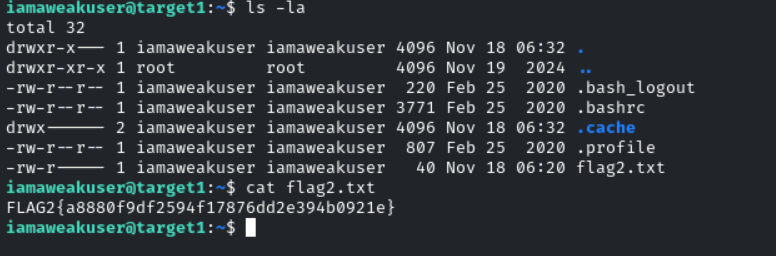 iamaweakuser@target1:~$ ls -la
total 32
drwxr-x--- 1 iamaweakuser iamaweakuser 4096 Nov 18 06:32 .
drwxr-xr-x 1 root         root         4096 Nov 19  2024 ..
-rw-r--r-- 1 iamaweakuser iamaweakuser  220 Feb 25  2020 .bash_logout
-rw-r--r-- 1 iamaweakuser iamaweakuser 3771 Feb 25  2020 .bashrc
drwx------ 2 iamaweakuser iamaweakuser 4096 Nov 18 06:32 .cache
-rw-r--r-- 1 iamaweakuser iamaweakuser  807 Feb 25  2020 .profile
-rw-r----- 1 iamaweakuser iamaweakuser   40 Nov 18 06:20 flag2.txt
iamaweakuser@target1:~$ cat flag2.txt
FLAG2{a8880f9df2594f17876dd2e394b0921e}
iamaweakuser@target1:~$